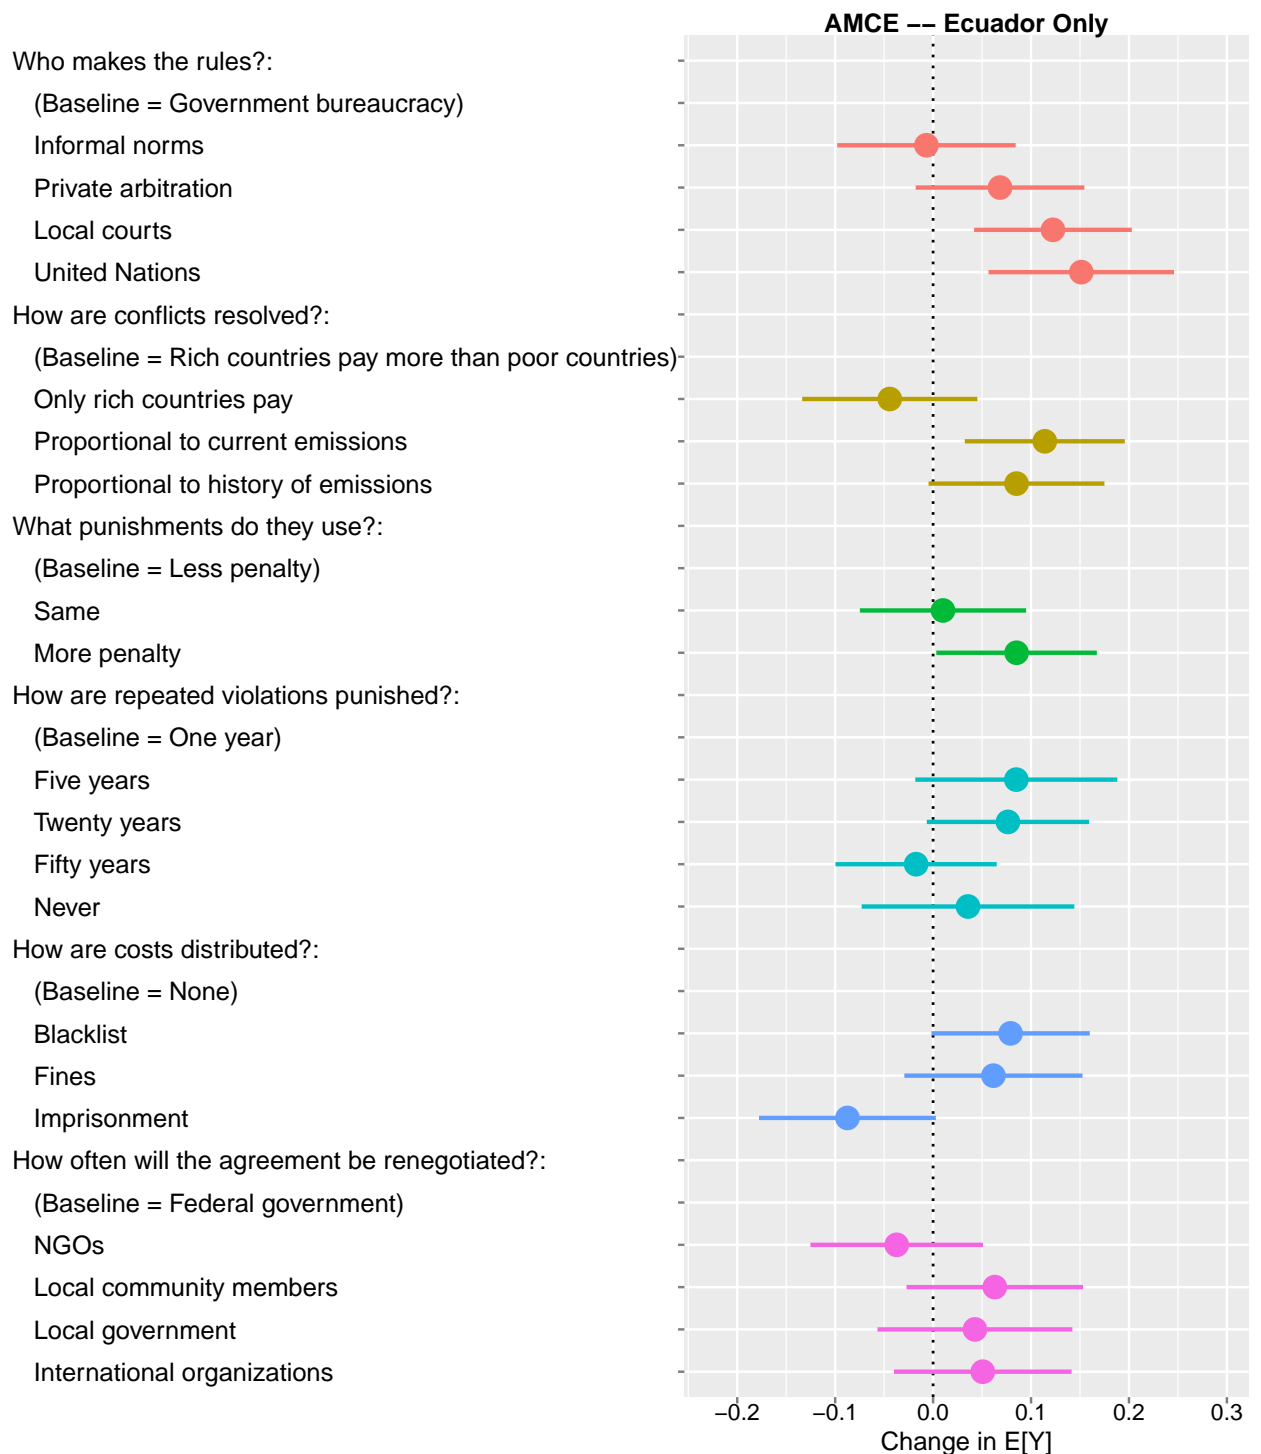 AMCE −− Ecuador Only
Who makes the rules?:
(Baseline = Government bureaucracy)
Informal norms
Private arbitration
Local courts
United Nations
How are conflicts resolved?:
(Baseline = Rich countries pay more than poor countries)
Only rich countries pay
Proportional to current emissions
Proportional to history of emissions
What punishments do they use?:
(Baseline = Less penalty)
Same
More penalty
How are repeated violations punished?:
(Baseline = One year)
Five years
Twenty years
Fifty years
Never
How are costs distributed?:
(Baseline = None)
Blacklist
Fines
Imprisonment
How often will the agreement be renegotiated?:
(Baseline = Federal government)
NGOs
Local community members
Local government
International organizations
−0.2 −0.1 0.0 0.1 0.2 0.3
Change in E[Y]